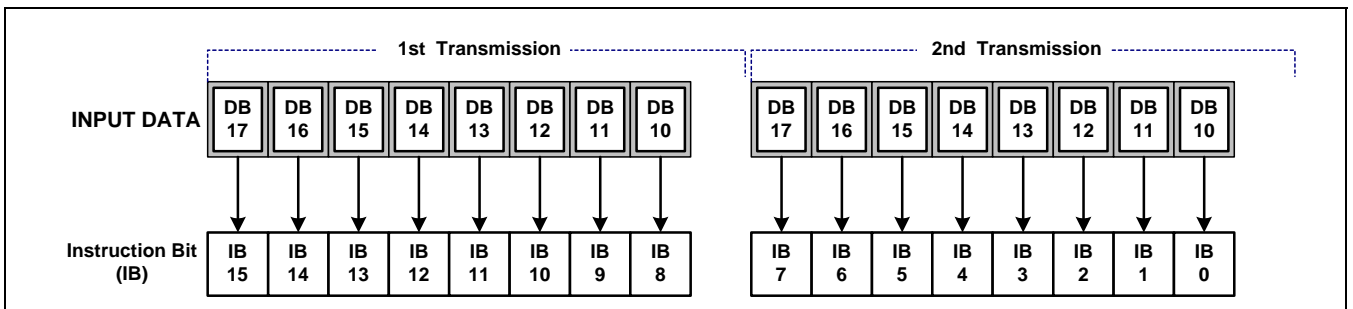 1st Transmission 2nd Transmission
INPUT DATA DB 17 DB 16 DB 15 DB 14 DB 13 DB 12 DB 11 DB 10 DB 17 DB 16 DB 15 DB 14 DB 13 DB 12 DB 11 DB 10
Instruction Bit (IB) IB 15 IB 14 IB 13 IB 12 IB 11 IB 10 IB 9 IB 8 IB 7 IB 6 IB 5 IB 4 IB 3 IB 2 IB 1 IB 0